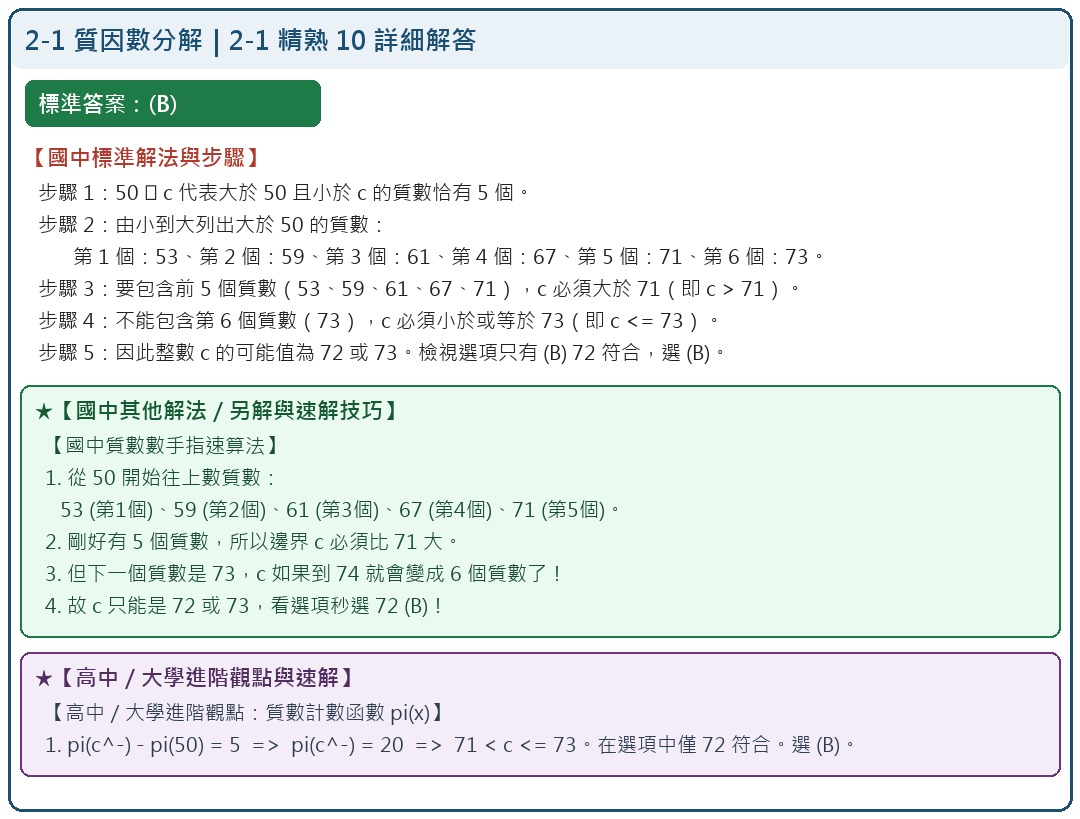 2-1 質因數分解 | 2-1 精熟 10 詳細解答
標準答案：(B)
【國中標準解法與步驟】
步驟 1：50 □ c 代表大於 50 且小於 c 的質數恰有 5 個。
步驟 2：由小到大列出大於 50 的質數：
第 1 個：53、第 2 個：59、第 3 個：61、第 4 個：67、第 5 個：71、第 6 個：73。
步驟 3：要包含前 5 個質數（53、59、61、67、71），c 必須大於 71（即 c > 71）。
步驟 4：不能包含第 6 個質數（73），c 必須小於或等於 73（即 c <= 73）。
步驟 5：因此整數 c 的可能值為 72 或 73。檢視選項只有 (B) 72 符合，選 (B)。
★【國中其他解法 / 另解與速解技巧】
【國中質數數手指速算法】
1. 從 50 開始往上數質數：
53 (第1個)、59 (第2個)、61 (第3個)、67 (第4個)、71 (第5個)。
2. 剛好有 5 個質數，所以邊界 c 必須比 71 大。
3. 但下一個質數是 73，c 如果到 74 就會變成 6 個質數了！
4. 故 c 只能是 72 或 73，看選項秒選 72 (B)！
★【高中 / 大學進階觀點與速解】
【高中 / 大學進階觀點：質數計數函數 pi(x)】
1. pi(c^-) - pi(50) = 5 => pi(c^-) = 20 => 71 < c <= 73。在選項中僅 72 符合。選 (B)。